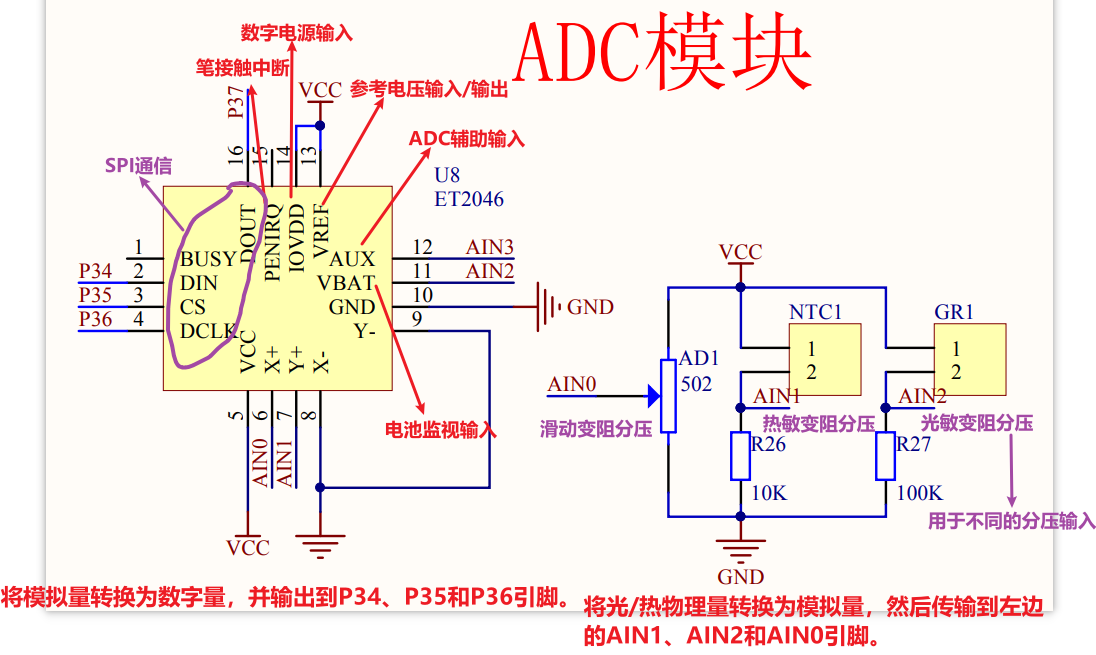 ADC模块
数字电源输入
笔接触中断
VCC
参考电压输入/输出
ADC辅助输入
SPI通信
P37
16
15
14
13
U8
ET2046
DOUT
PENIRQ
IOVDD
VREF
1
BUSY
AUX
12
AIN3
P34
2
DIN
VBAT
11
AIN2
P35
3
CS
GND
10
GND
P36
4
DCLK
Y-
9
VCC
X+
Y+
X-
5
6
7
8
AIN0
AIN1
VCC
电池监视输入
VCC
NTC1
GR1
1
2
1
2
AD1
502
AIN0
AIN1
AIN2
滑动变阻分压
热敏变阻分压
光敏变阻分压
R26
R27
10K
100K
用于不同的分压输入
GND
将模拟量转换为数字量，并输出到P34、P35和P36引脚。
将光/热物理量转换为模拟量，然后传输到左边
的AIN1、AIN2和AIN0引脚。